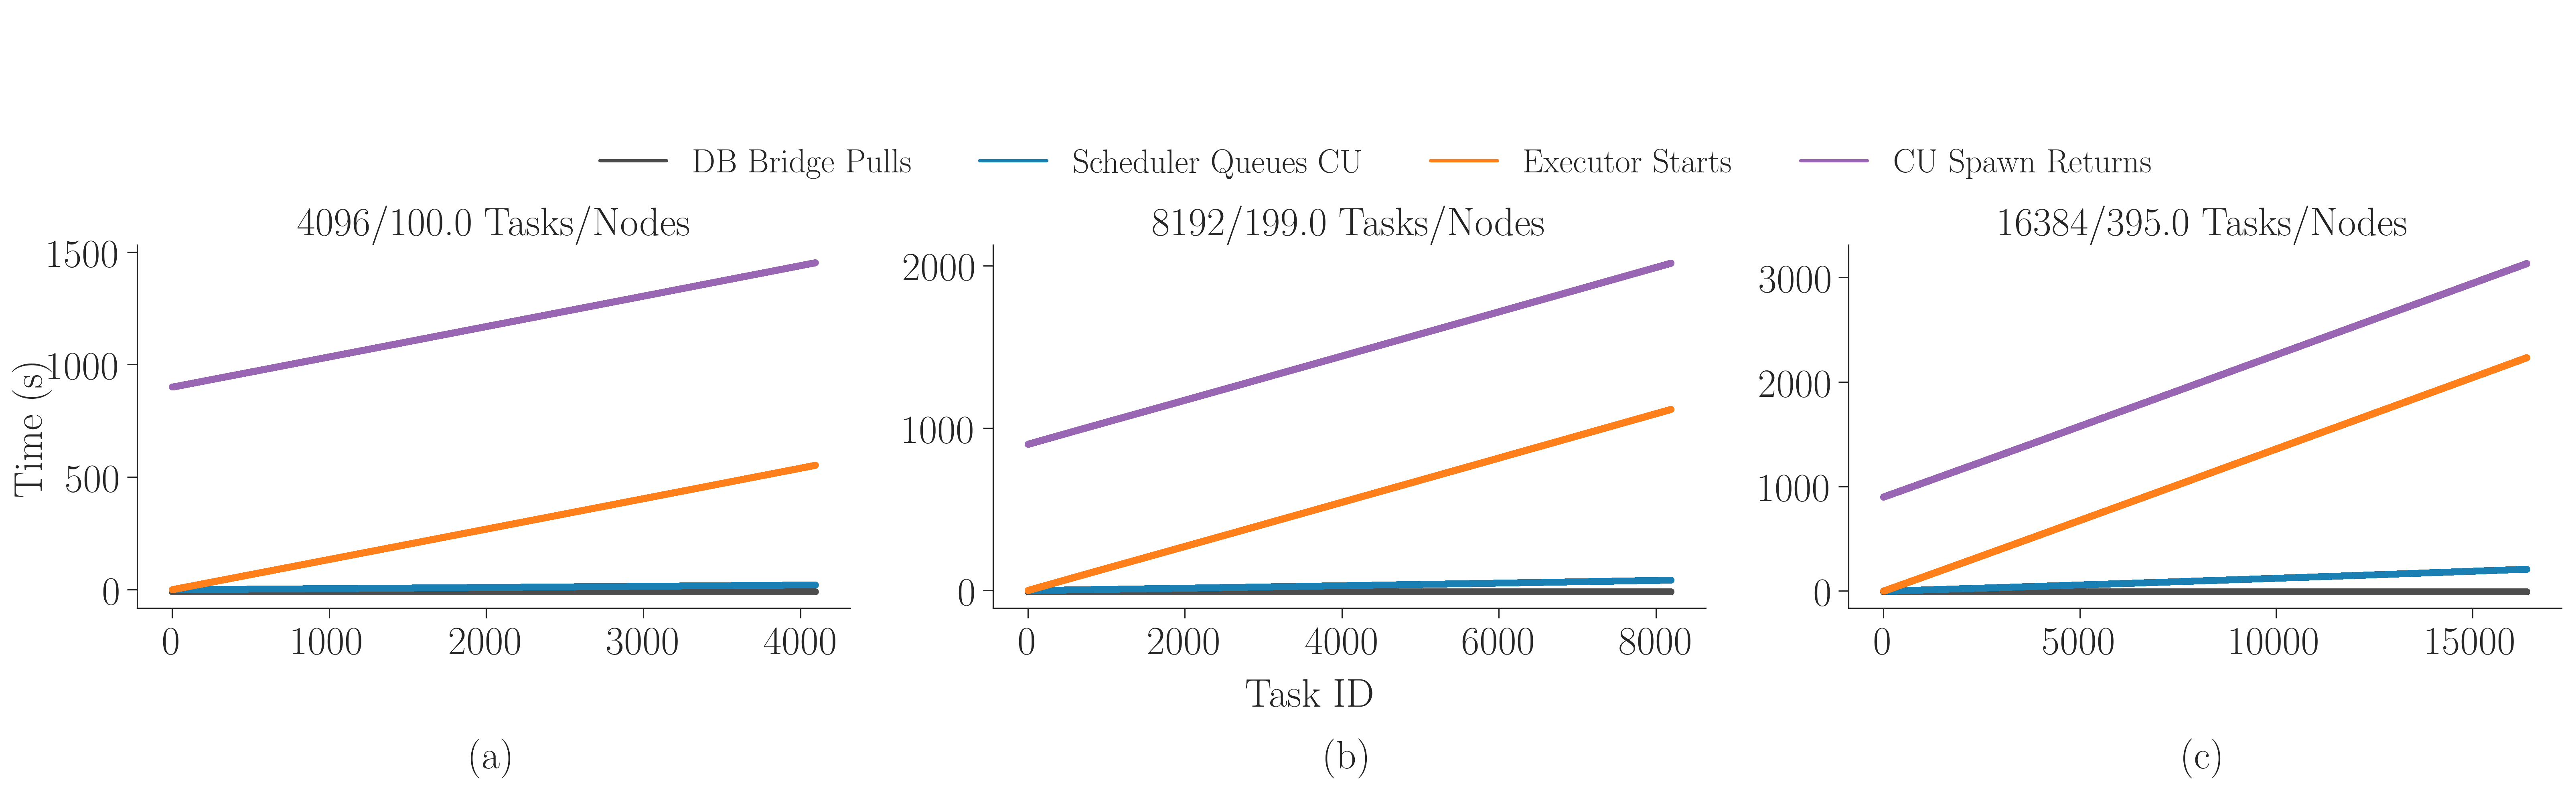 DB Bridge Pulls Scheduler Queues CU Executor Starts CU Spawn Returns
4096/100.0 Tasks/Nodes
Time (s)
1500
1000
500
0
0 1000 2000 3000 4000
(a)
8192/199.0 Tasks/Nodes
2000
1000
0
0 2000 4000 6000 8000
Task ID
(b)
16384/395.0 Tasks/Nodes
3000
2000
1000
0
0 5000 10000 15000
(c)